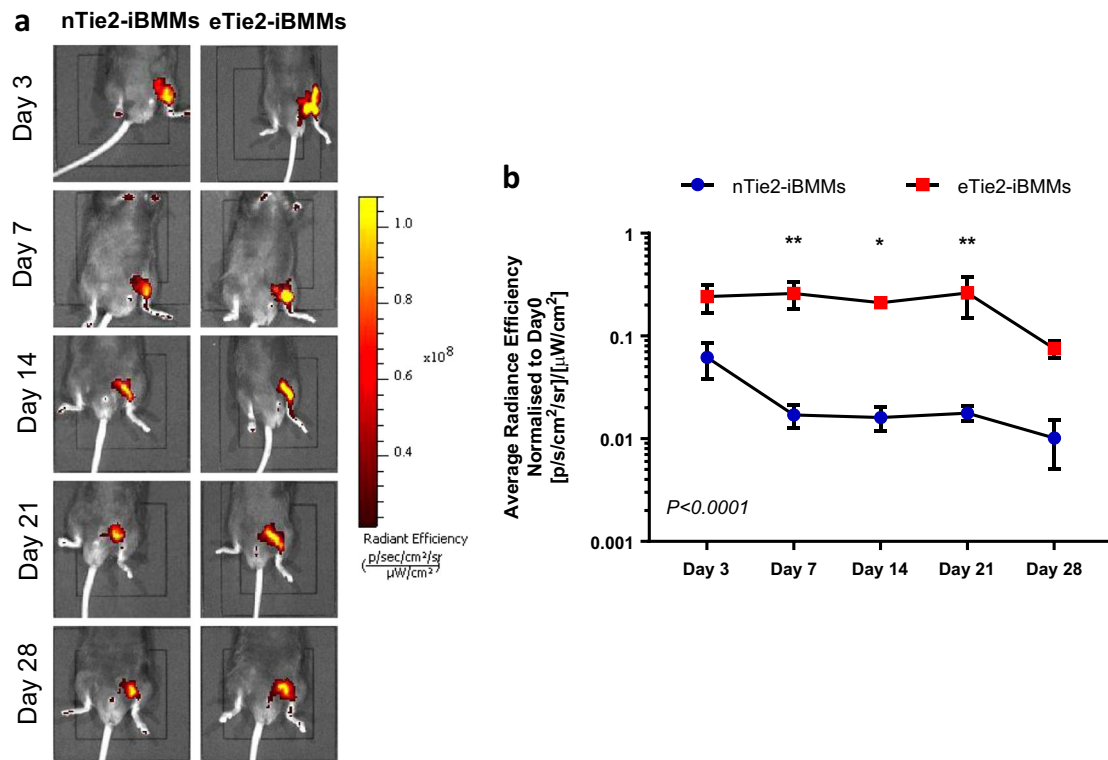 a
nTie2-iBMMs eTie2-iBMMs
Day 3
Day 7
Day 14
Day 21
Day 28
1.0
0.8
x10⁸
0.6
0.4
Radiant Efficiency
(p/sec/cm²/sr
μW/cm²)
b
nTie2-iBMMs eTie2-iBMMs
Average Radiance Efficiency
Normalised to Day0
[p/s/cm²/sr]/[μW/cm²]
1
0.1
0.01
0.001
** * **
P<0.0001
Day 3 Day 7 Day 14 Day 21 Day 28